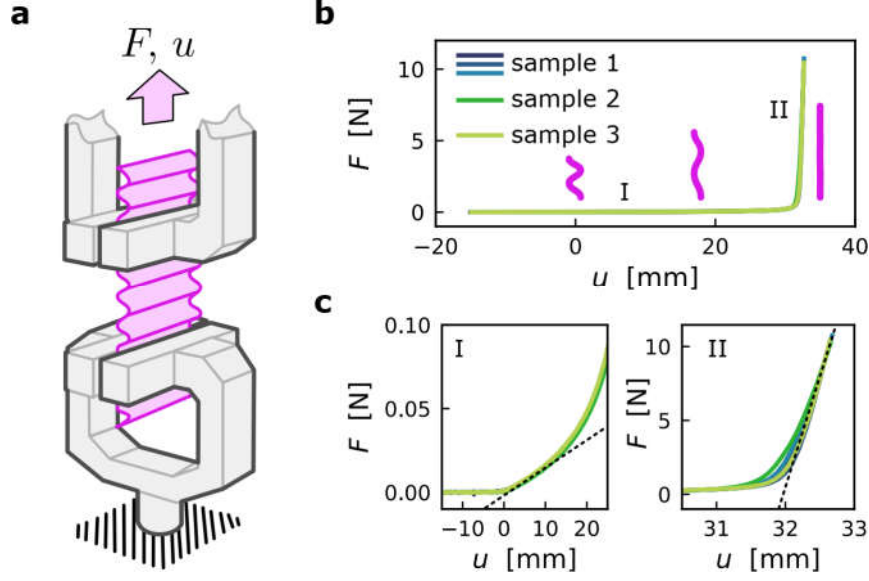 a
F, u
b
F [N]
10
5
0
sample 1
sample 2
sample 3
I
II
−20
0
20
40
u [mm]
c
F [N]
0.10
0.05
0.00
I
−10
0
10
20
u [mm]
F [N]
10
5
0
II
31
32
33
u [mm]